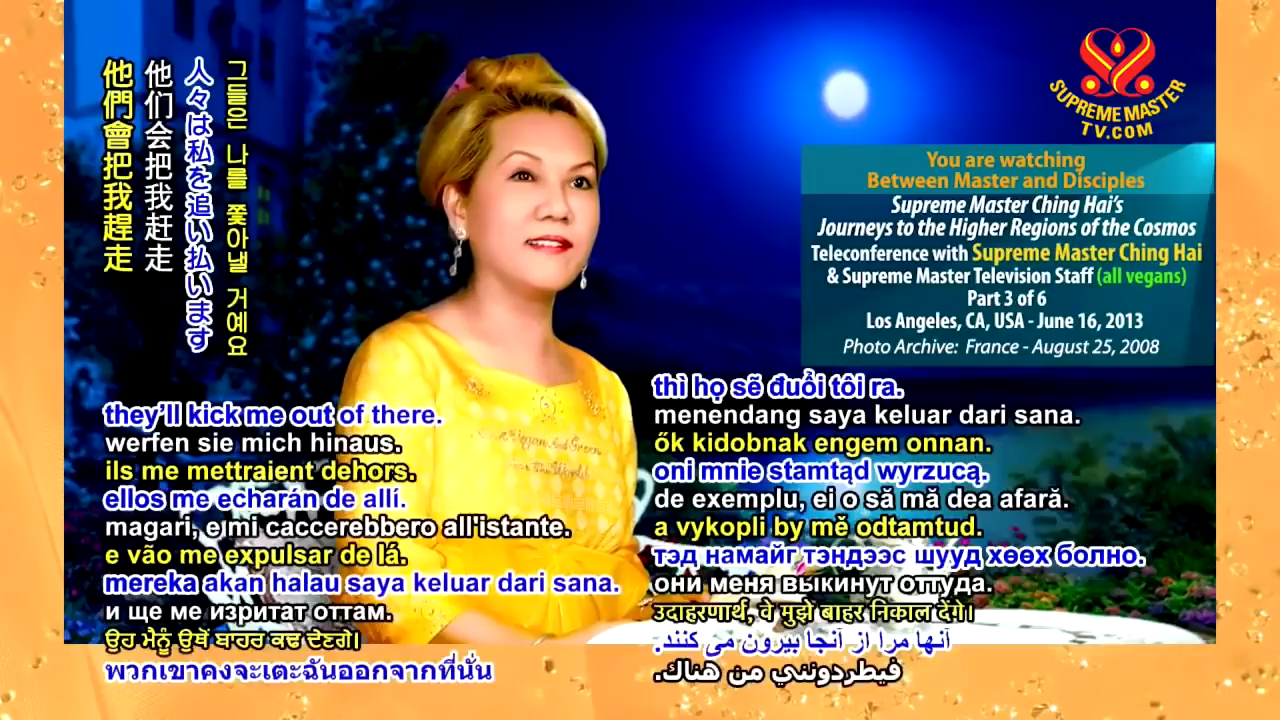 他們會把我趕走
他们会把我赶走
人々は私を追い払います
그들은 나를 쫓아낼 거예요
SUPREME MASTER
TV.COM
You are watching
Between Master and Disciples
Supreme Master Ching Hai's
Journeys to the Higher Regions of the Cosmos
Teleconference with Supreme Master Ching Hai
& Supreme Master Television Staff (all vegans)
Part 3 of 6
Los Angeles, CA, USA - June 16, 2013
Photo Archive: France - August 25, 2008
they’ll kick me out of there.
werfen sie mich hinaus.
ils me mettraient dehors.
ellos me echarán de allí.
magari, e mi caccerebbero all'istante.
e vão me expulsar de lá.
mereka akan halau saya keluar dari sana.
и ще ме изритат оттам.
ਉਹ ਮੈਨੂੰ ਉਥੋਂ ਬਾਹਰ ਕਢ ਦੇਣਗੇ।
พวกเขาคงจะเตะฉันออกจากที่นั่น
thì họ sẽ đuổi tôi ra.
menendang saya keluar dari sana.
ők kidobnak engem onnan.
oni mnie stamtąd wyrzucą.
de exemplu, ei o să mă dea afară.
a vykopli by mě odtamtud.
тэд намайг тэндээс шууд хөөх болно.
они меня выкинут оттуда.
उदाहरणार्थ, वे मुझे बाहर निकाल देंगे।
آنها مرا از آنجا بیرون می کنند.
فيطردونني من هناك.
Vegan And Green
For The World